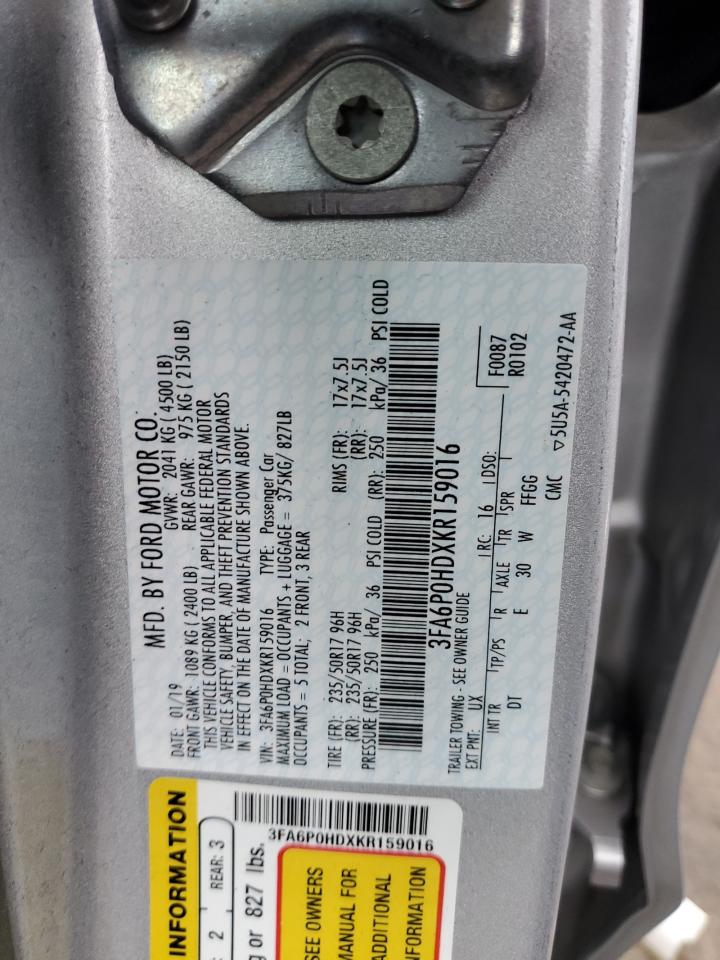 MFD. BY FORD MOTOR CO.
DATE: 01/19 GVWR: 2041 KG ( 4500 LB)
FRONT GAWR: 1089 KG ( 2400 LB) REAR GAWR: 975 KG ( 2150 LB)
THIS VEHICLE CONFORMS TO ALL APPLICABLE FEDERAL MOTOR
VEHICLE SAFETY, BUMPER, AND THEFT PREVENTION STANDARDS
IN EFFECT ON THE DATE OF MANUFACTURE SHOWN ABOVE.
VIN: 3FA6P0HDXKR159016 TYPE: Passenger Car
MAXIMUM LOAD = OCCUPANTS + LUGGAGE = 375KG/ 827LB
OCCUPANTS = 5 TOTAL; 2 FRONT, 3 REAR
TIRE (FR): 235/50R17 96H RIMS (FR): 17x7.5J
(RR): 235/50R17 96H (RR): 17x7.5J
PRESSURE (FR): 250 kPa/ 36 PSI COLD (RR): 250 kPa/ 36 PSI COLD
3FA6P0HDXKR159016
TRAILER TOWING - SEE OWNER GUIDE
EXT PNT: UX RC: 16 DSO: F0087
R0102
INT TR TP/PS R AXLE TR SPR
DT E 30 W FFGG
CMC ▽5U5A-5420472-AA
INFORMATION
2 REAR: 3
or 827 lbs.
3FA6P0HDXKR159016
SEE OWNERS
MANUAL FOR
ADDITIONAL
INFORMATION